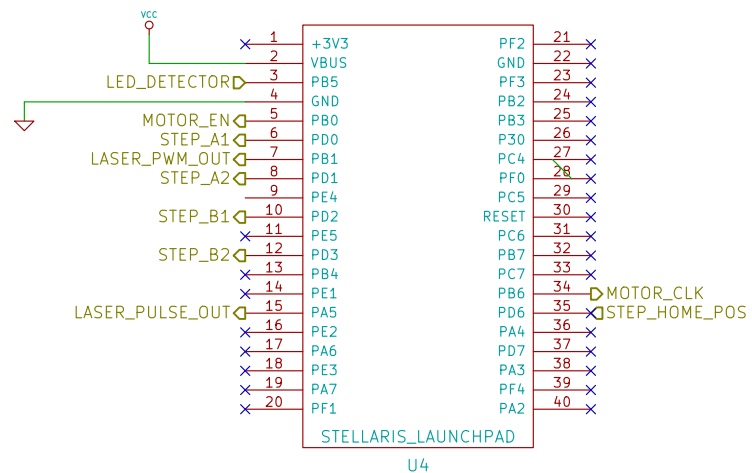 VCC
1 +3V3 PF2 21
2 VBUS GND 22
LED_DETECTOR 3 PB5 PF3 23
4 GND PB2 24
MOTOR_EN 5 PB0 PB3 25
STEP_A1 6 PD0 P30 26
LASER_PWM_OUT 7 PB1 PC4 27
STEP_A2 8 PD1 PF0 28
9 PE4 PC5 29
STEP_B1 10 PD2 RESET 30
11 PE5 PC6 31
STEP_B2 12 PD3 PB7 32
13 PB4 PC7 33
14 PE1 PB6 34 MOTOR_CLK
LASER_PULSE_OUT 15 PA5 PD6 35 STEP_HOME_POS
16 PE2 PA4 36
17 PA6 PD7 37
18 PE3 PA3 38
19 PA7 PF4 39
20 PF1 PA2 40
STELLARIS_LAUNCHPAD
U4